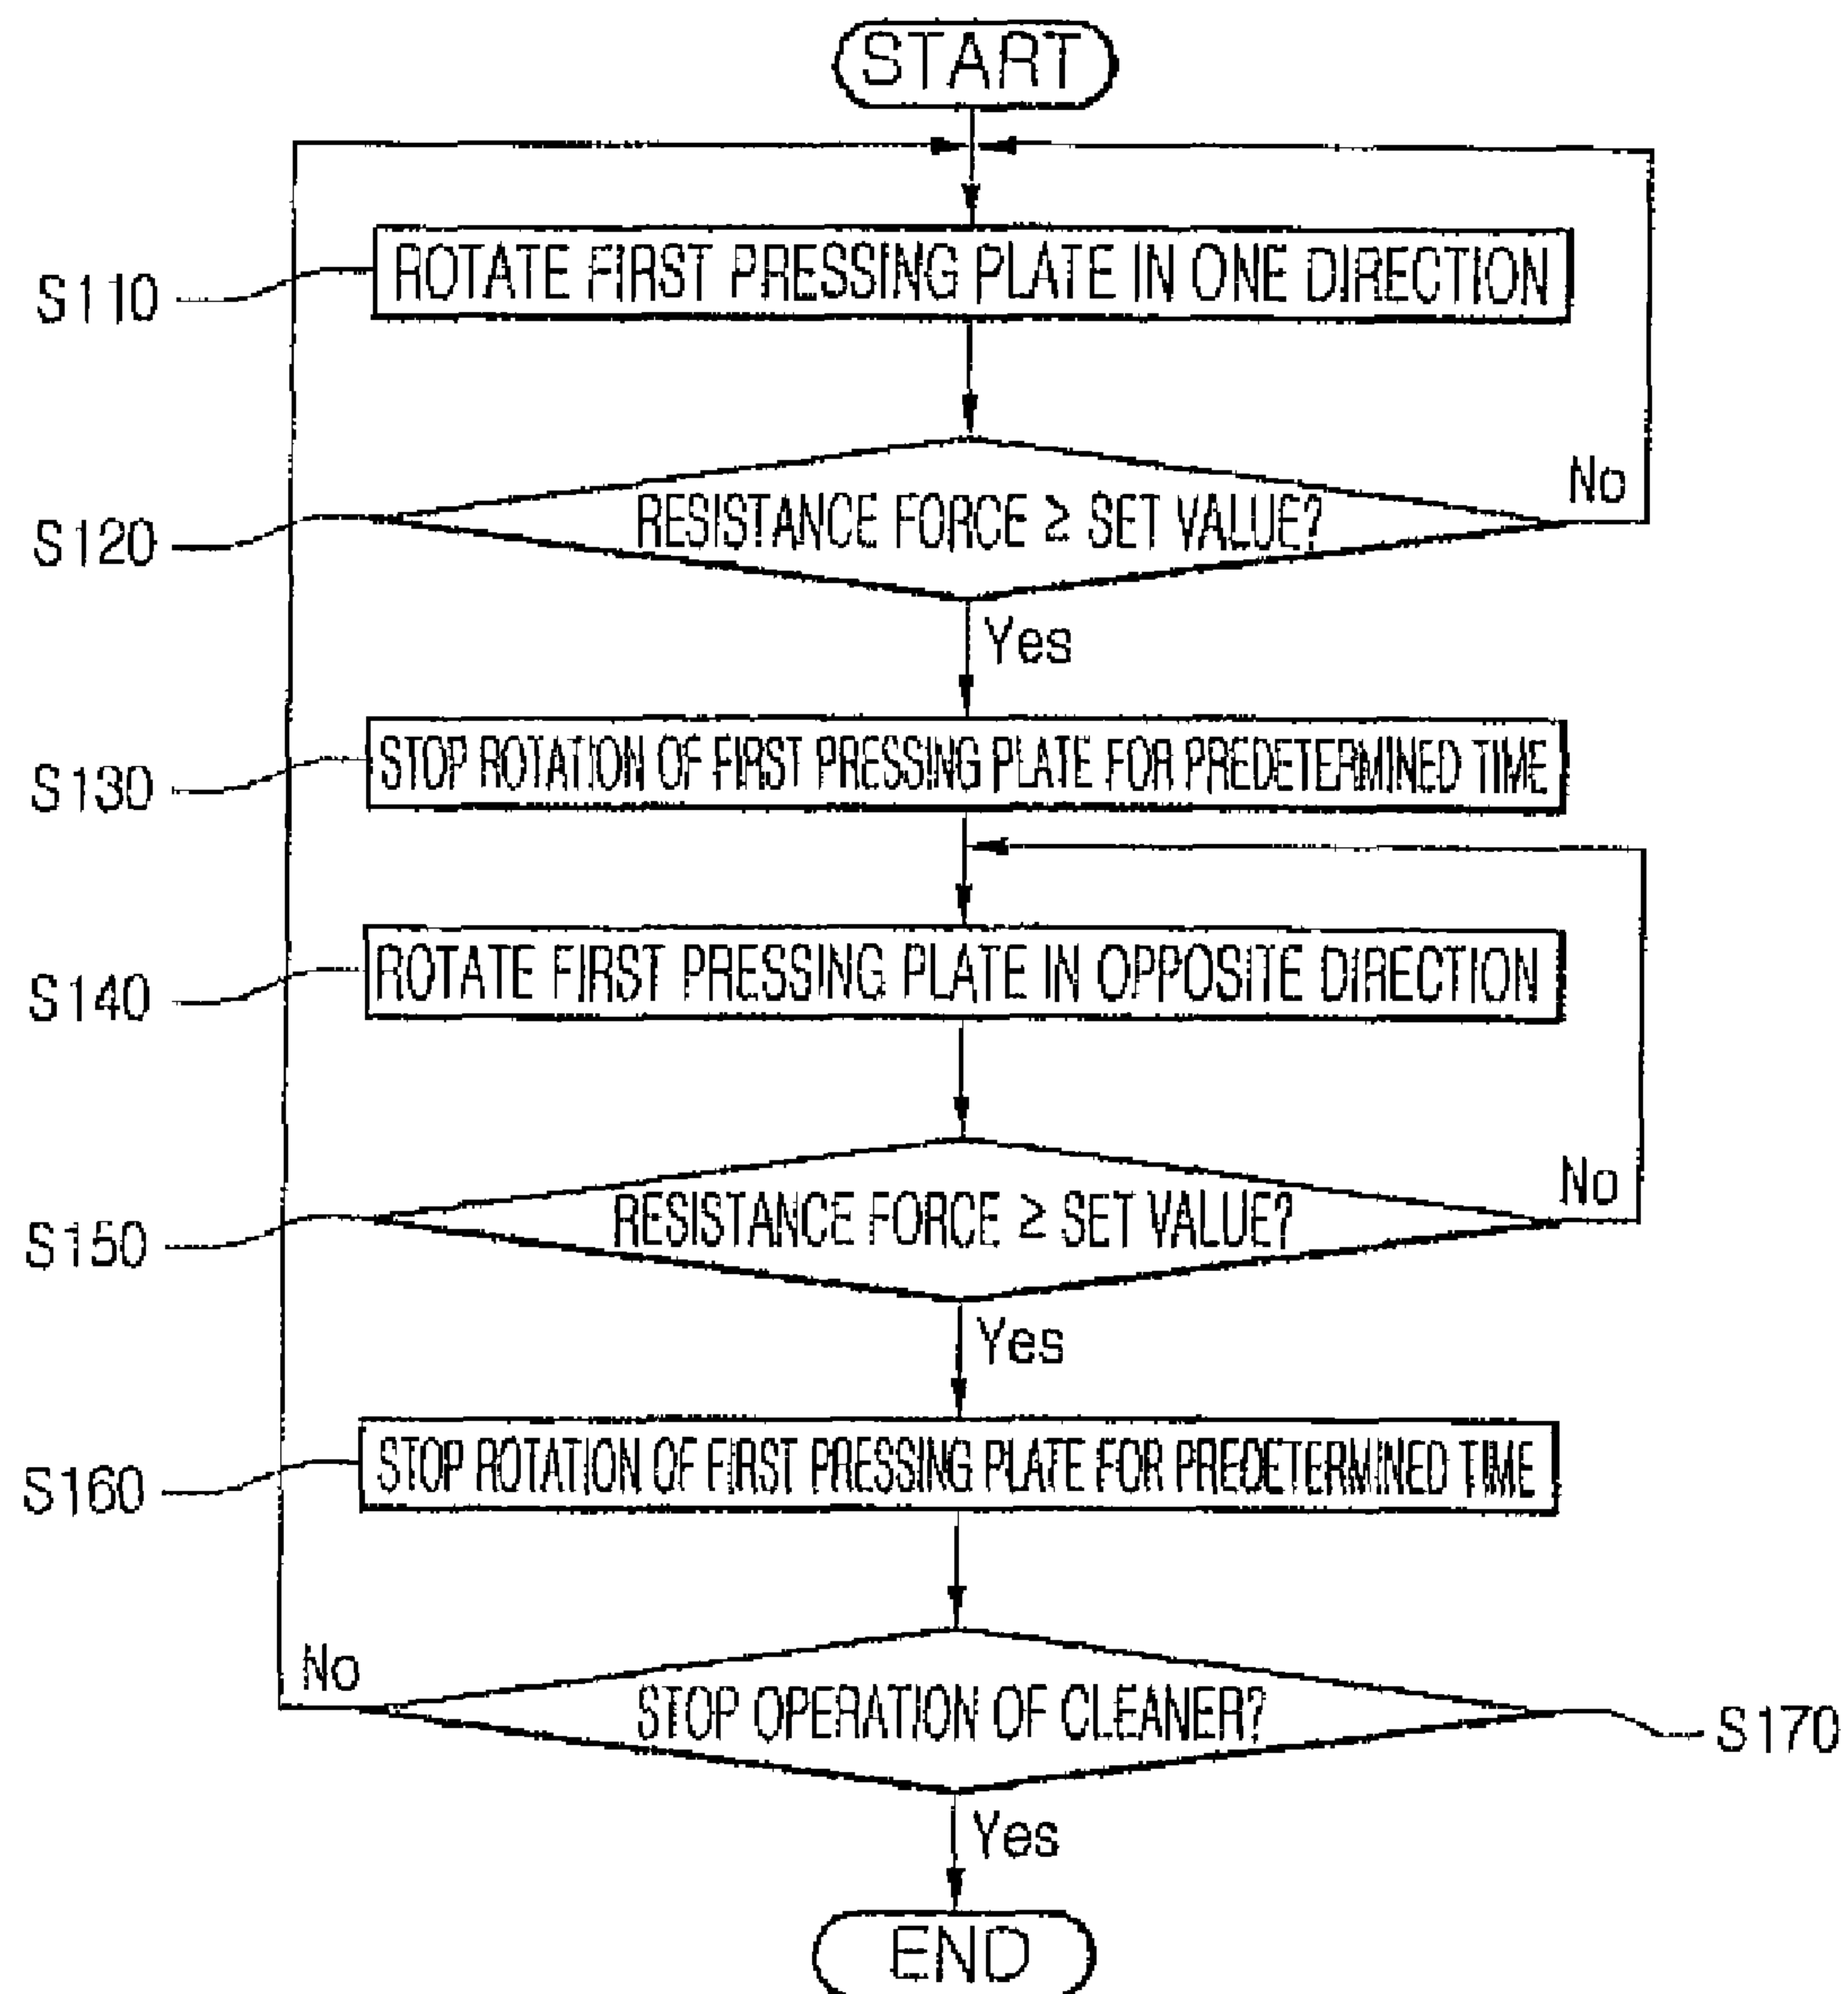 START
S110
ROTATE FIRST PRESSING PLATE IN ONE DIRECTION
No
S120
RESISTANCE FORCE ≥ SET VALUE?
Yes
S130
STOP ROTATION OF FIRST PRESSING PLATE FOR PREDETERMINED TIME
S140
ROTATE FIRST PRESSING PLATE IN OPPOSITE DIRECTION
No
S150
RESISTANCE FORCE ≥ SET VALUE?
Yes
S160
STOP ROTATION OF FIRST PRESSING PLATE FOR PREDETERMINED TIME
No
STOP OPERATION OF CLEANER?
S170
Yes
END